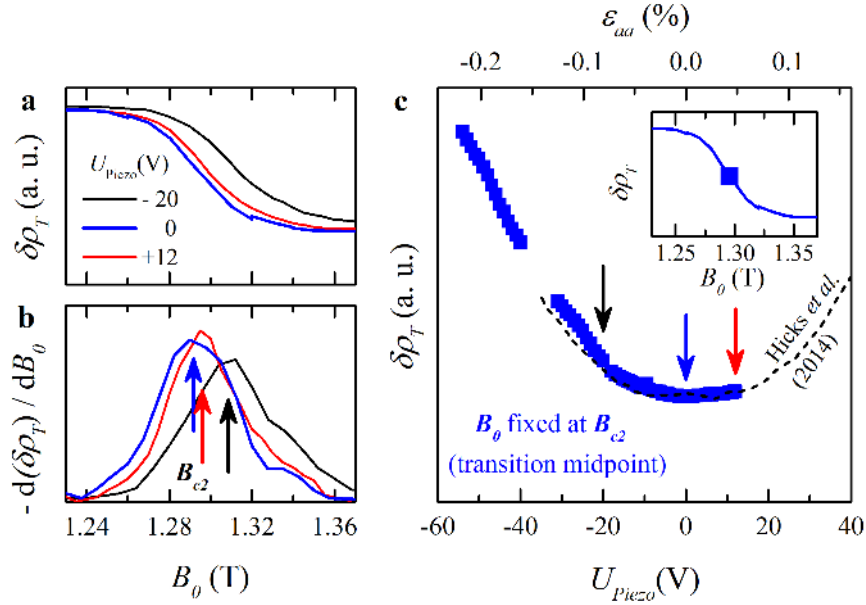 a
δρ_T (a. u.)
U_Piezo(V)
- 20
0
+12
b
- d(δρ_T) / dB_0
B_c2
1.24 1.28 1.32 1.36
B_0 (T)
ε_aa (%)
-0.2 -0.1 0.0 0.1
c
δρ_T (a. u.)
δρ_T
1.25 1.30 1.35
B_0 (T)
Hicks et al.
(2014)
B_0 fixed at B_c2
(transition midpoint)
-60 -40 -20 0 20 40
U_Piezo(V)